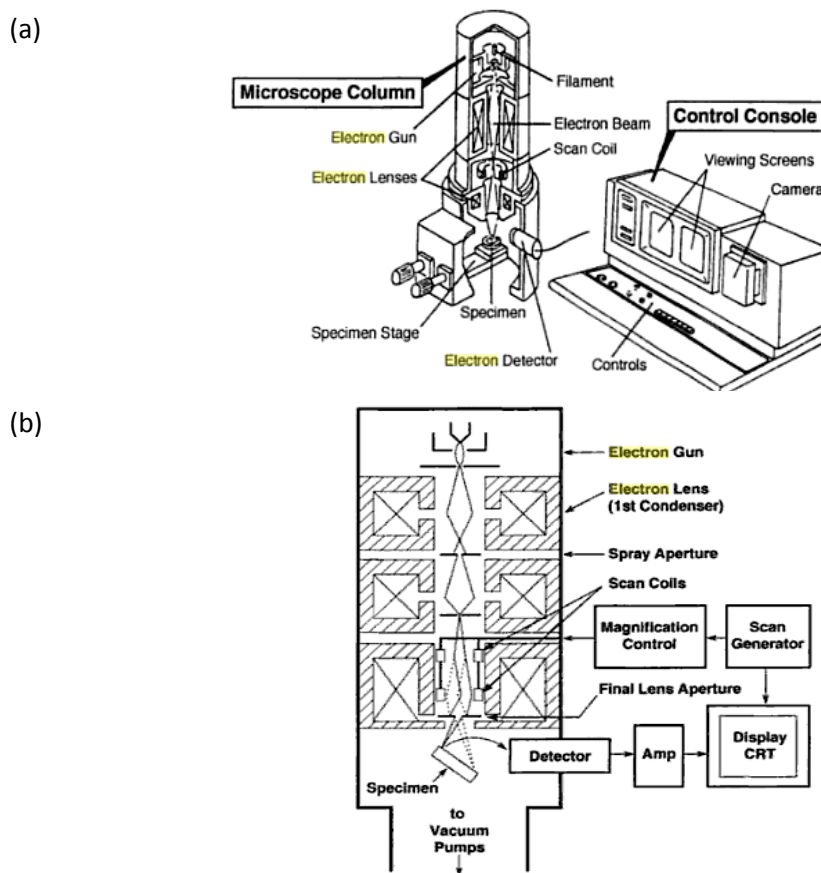 (a)
Filament
Microscope Column
Electron Gun
Electron Beam
Scan Coil
Electron Lenses
Control Console
Viewing Screens
Camera
Specimen
Specimen Stage
Electron Detector
Controls
(b)
Electron Gun
Electron Lens
(1st Condenser)
Spray Aperture
Scan Coils
Magnification
Control
Scan
Generator
Final Lens Aperture
Detector
Amp
Display
CRT
Specimen
to
Vacuum
Pumps